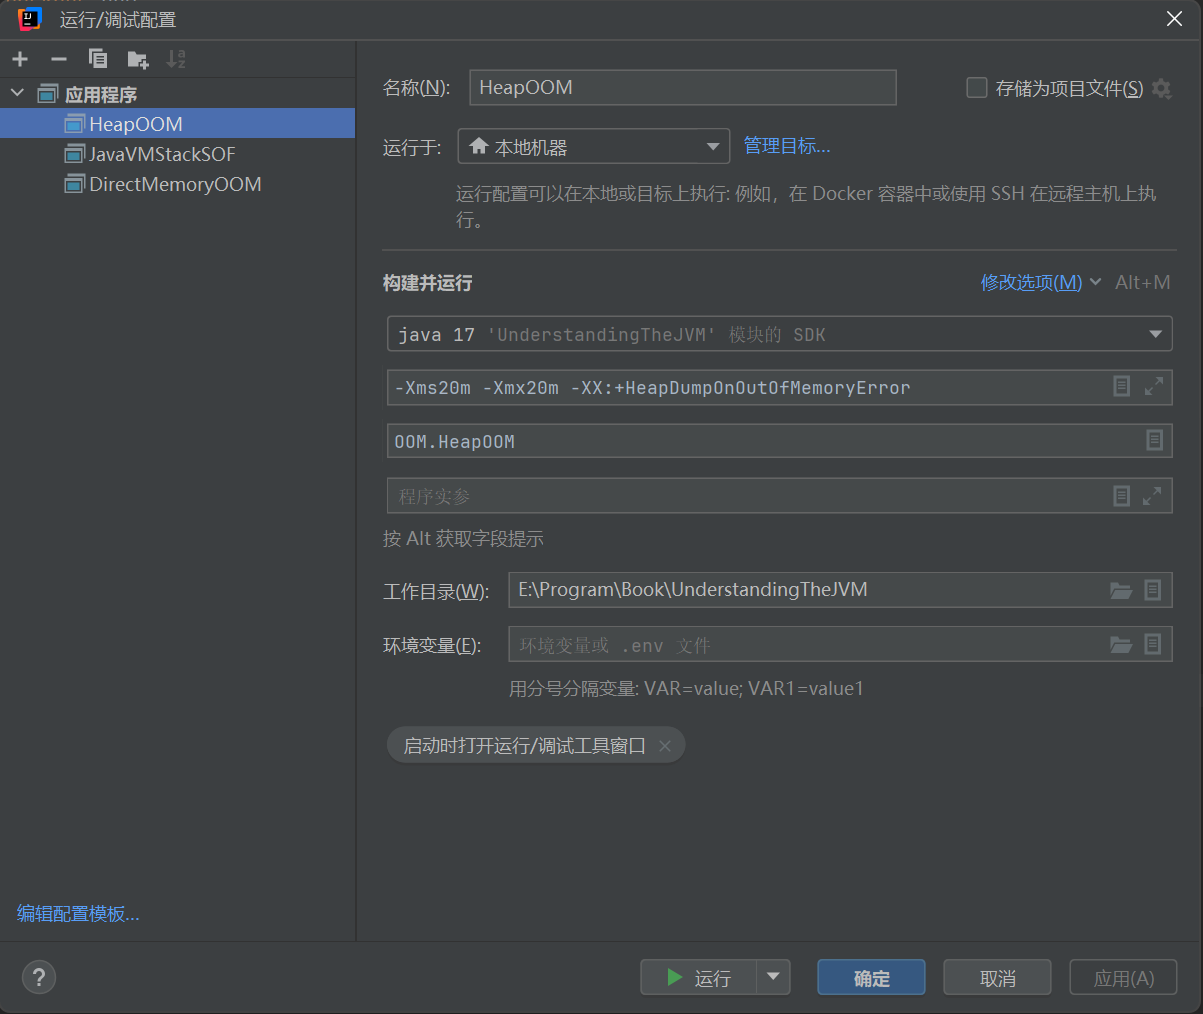 运行/调试配置
应用程序
HeapOOM
JavaVMStackSOF
DirectMemoryOOM
编辑配置模板...
名称(N): HeapOOM 存储为项目文件(S)
运行于: 本地机器 管理目标...
运行配置可以在本地或目标上执行: 例如，在 Docker 容器中或使用 SSH 在远程主机上执
行。
构建并运行 修改选项(M) Alt+M
java 17 'UnderstandingTheJVM' 模块的 SDK
-Xms20m -Xmx20m -XX:+HeapDumpOnOutOfMemoryError
OOM.HeapOOM
程序实参
按 Alt 获取字段提示
工作目录(W): E:\Program\Book\UnderstandingTheJVM
环境变量(E): 环境变量或 .env 文件
用分号分隔变量: VAR=value; VAR1=value1
启动时打开运行/调试工具窗口
? 运行 确定 取消 应用(A)